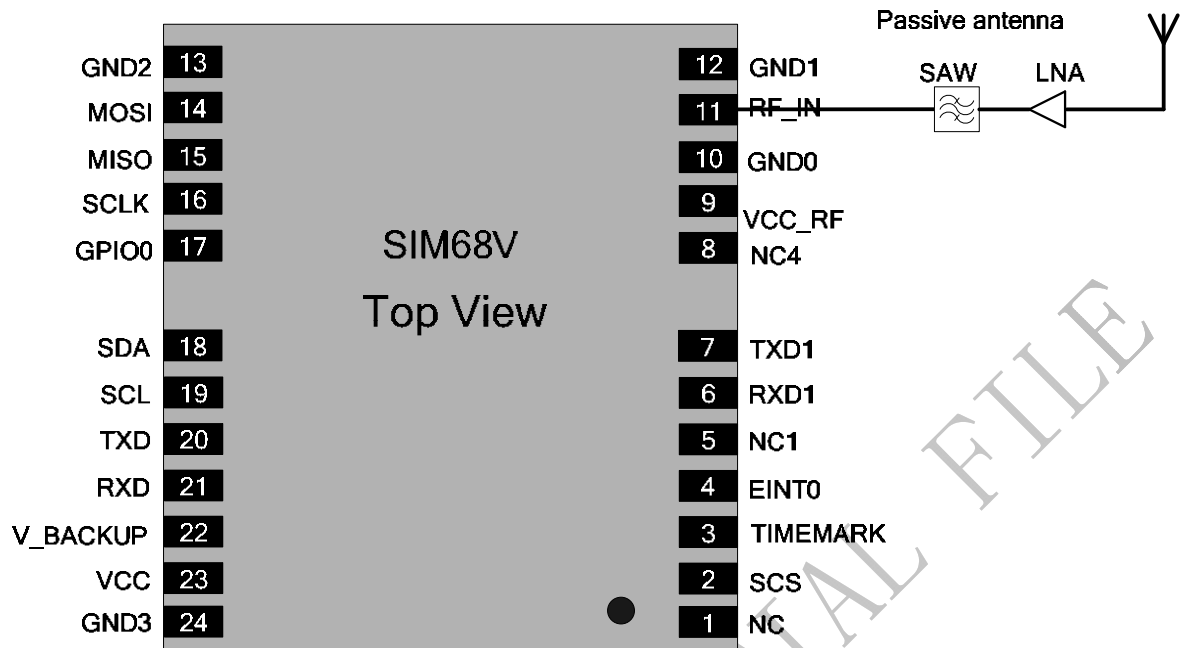 Passive antenna
SAW
LNA
GND2 13
12 GND1
MOSI 14
11 RF_IN
MISO 15
10 GND0
SCLK 16
9 VCC_RF
GPIO0 17
8 NC4
SIM68V
Top View
SDA 18
7 TXD1
SCL 19
6 RXD1
TXD 20
5 NC1
RXD 21
4 EINT0
V_BACKUP 22
3 TIMEMARK
VCC 23
2 SCS
GND3 24
1 NC
FILE